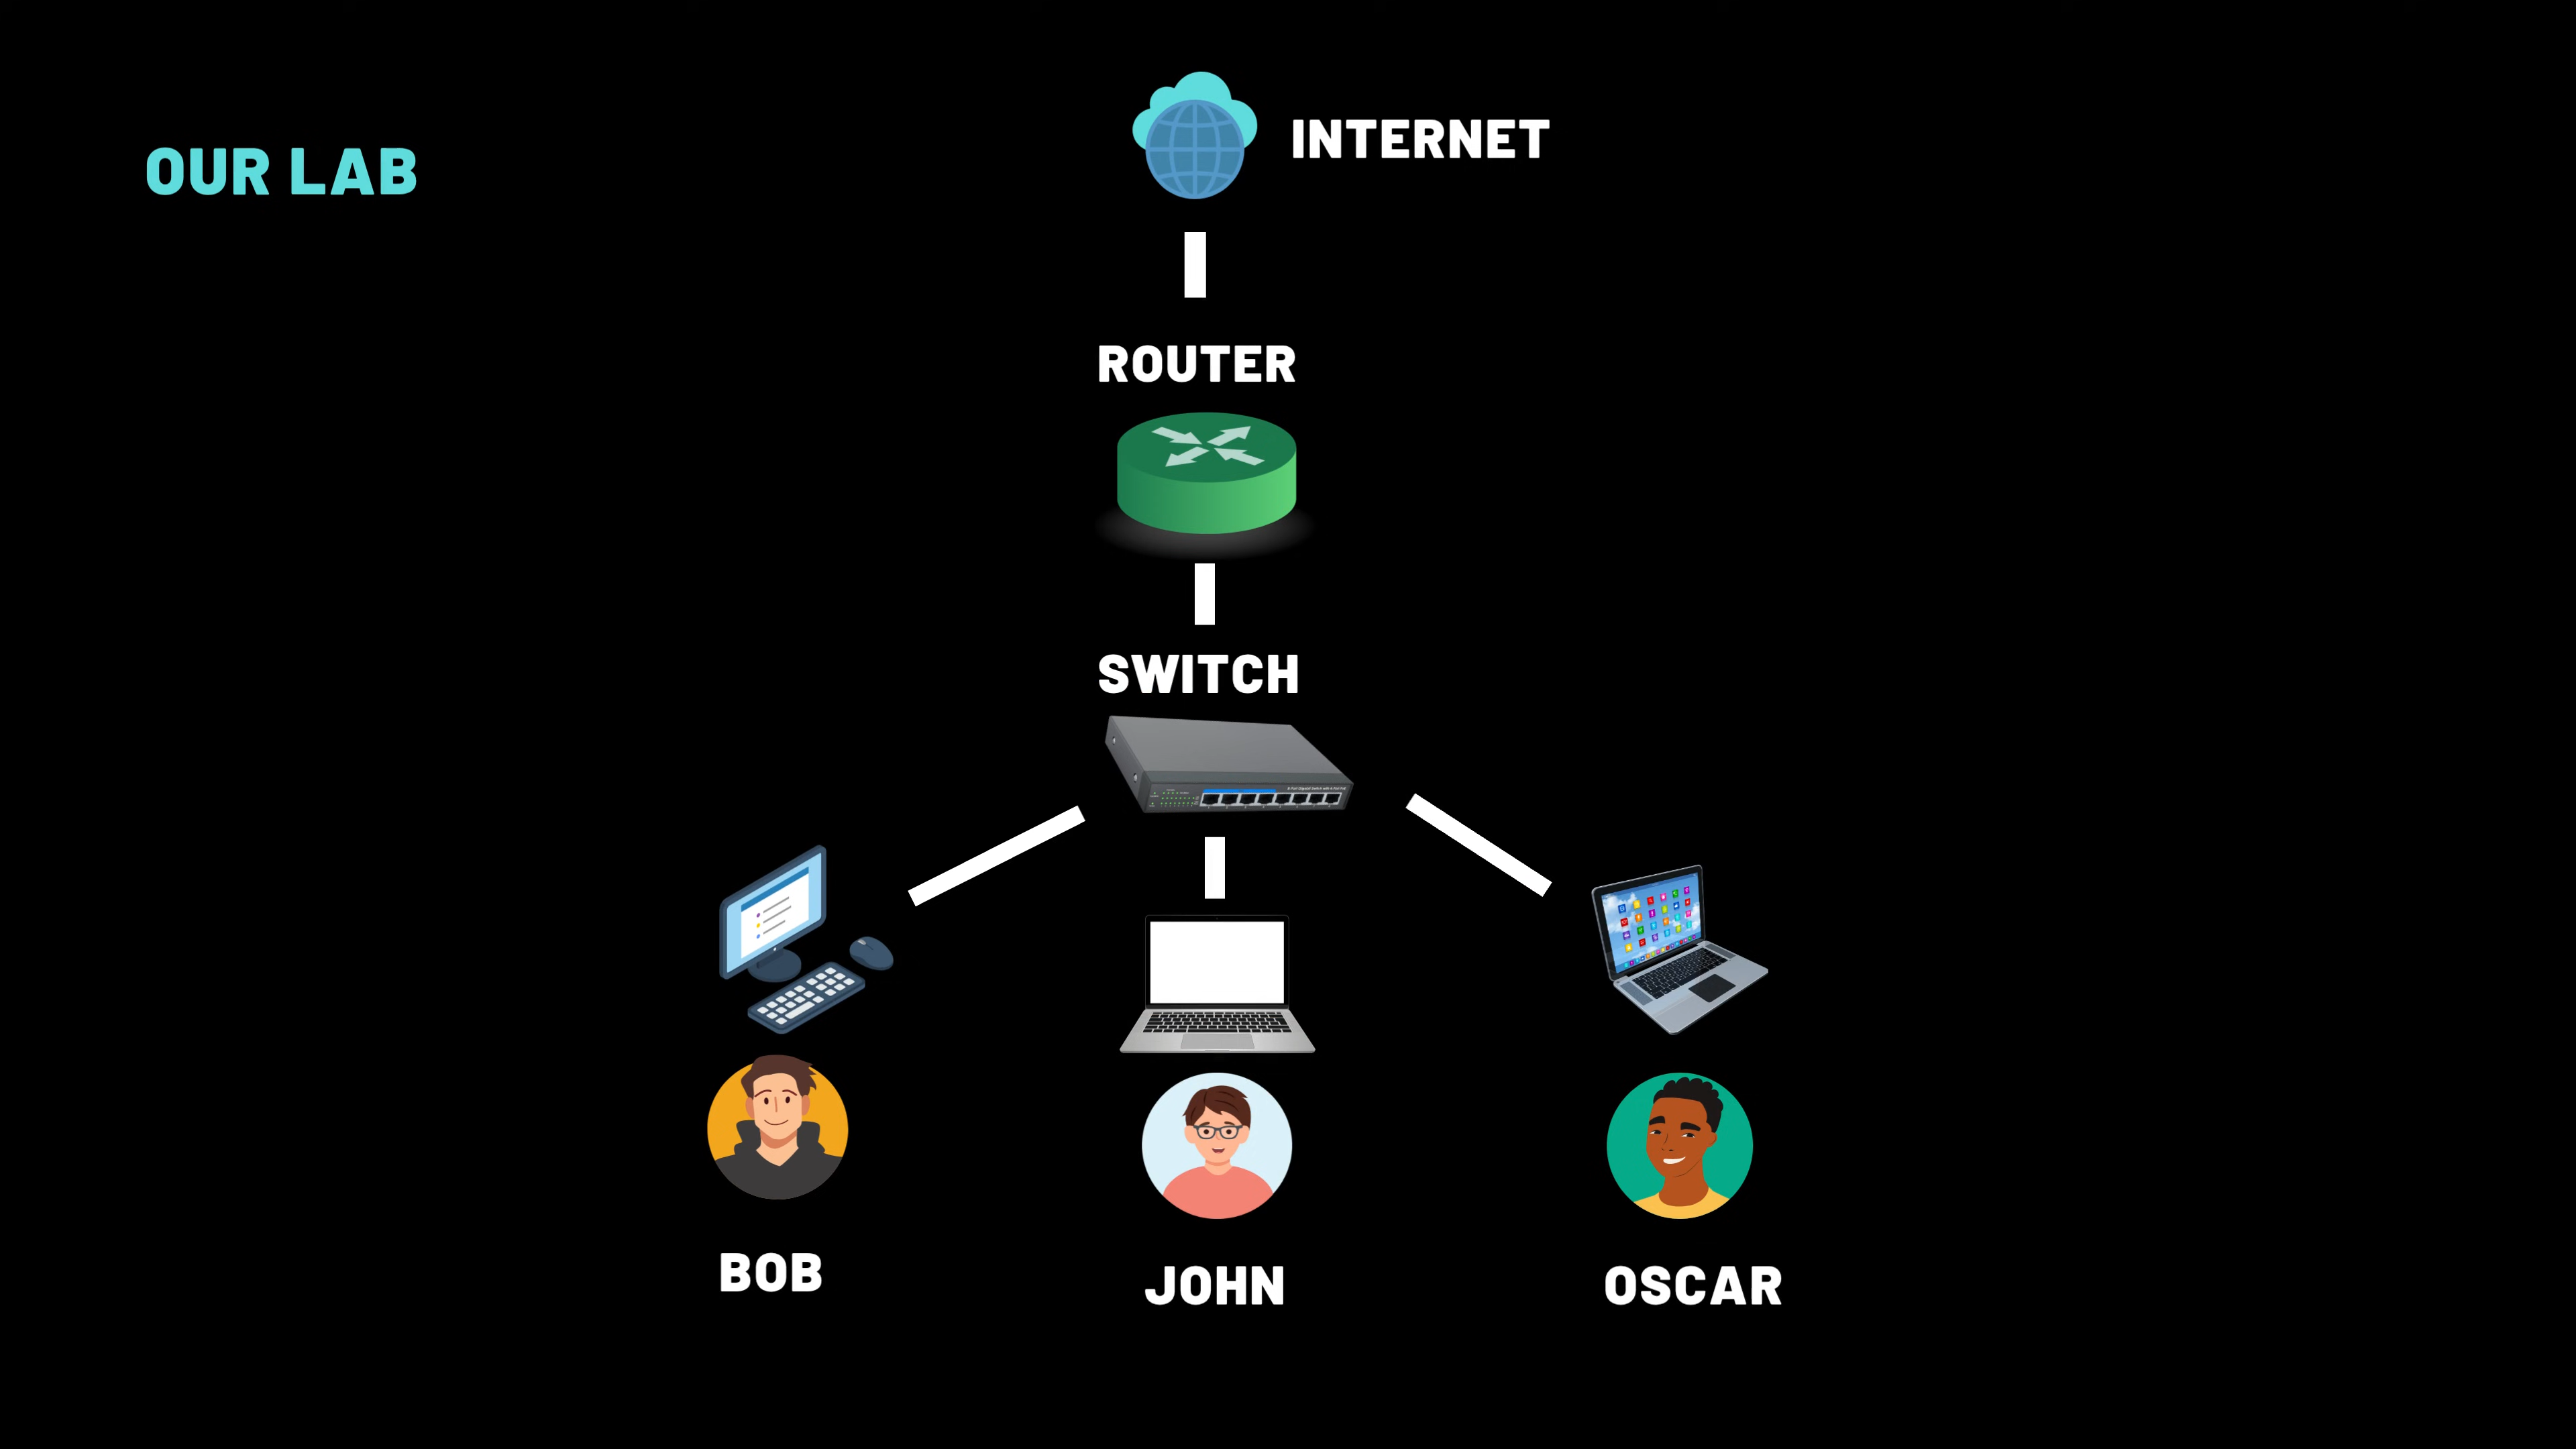 INTERNET
OUR LAB
ROUTER
SWITCH
BOB
JOHN
OSCAR